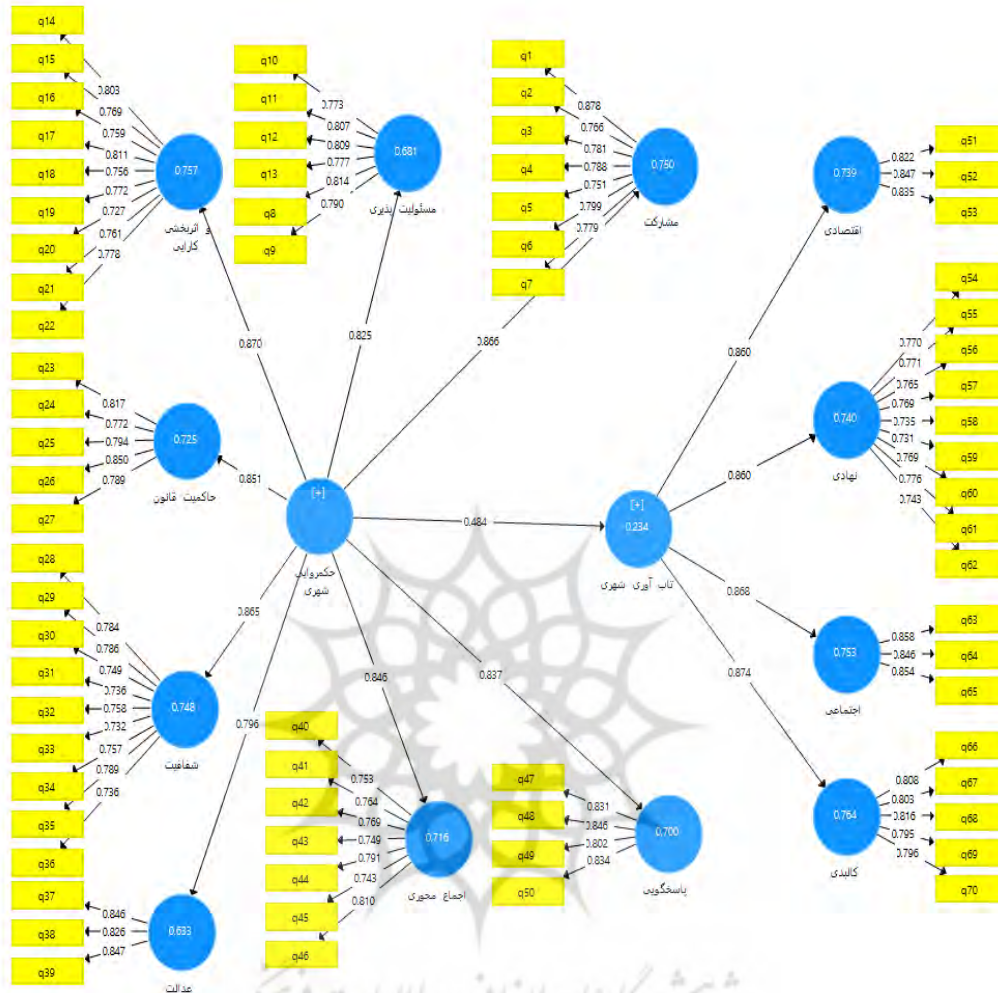 q14
q15
q16
q17
q18
q19
q20
q21
q22
0.803
0.769
0.759
0.811
0.756
0.772
0.727
0.761
0.778
0.757
و اثربخشی
کارایی
q10
q11
q12
q13
q8
q9
0.773
0.807
0.809
0.777
0.814
0.790
0.681
مسئولیت پذیری
q1
q2
q3
q4
q5
q6
q7
0.878
0.766
0.781
0.788
0.751
0.799
0.779
0.750
مشارکت
0.739
اقتصادی
0.822
0.847
0.835
q51
q52
q53
0.870
0.825
0.866
0.860
q23
q24
q25
q26
q27
0.817
0.772
0.794
0.850
0.789
0.725
حاکمیت قانون
0.851
[+]
حکمروایی
شهری
0.484
[+]
0.234
تاب آوری شهری
0.860
0.740
نهادی
0.770
0.771
0.765
0.769
0.735
0.731
0.769
0.776
0.743
q54
q55
q56
q57
q58
q59
q60
q61
q62
q28
q29
q30
q31
q32
q33
q34
q35
q36
0.784
0.786
0.749
0.736
0.758
0.732
0.757
0.789
0.736
0.748
شفافیت
0.865
0.796
0.846
0.837
0.868
0.874
0.753
اجتماعی
0.858
0.846
0.854
q63
q64
q65
q37
q38
q39
0.846
0.826
0.847
0.633
عدالت
q40
q41
q42
q43
q44
q45
q46
0.753
0.764
0.769
0.749
0.791
0.743
0.810
0.716
اجماع محوری
q47
q48
q49
q50
0.831
0.846
0.802
0.834
0.700
پاسخگویی
0.764
کالبدی
0.808
0.803
0.816
0.795
0.796
q66
q67
q68
q69
q70